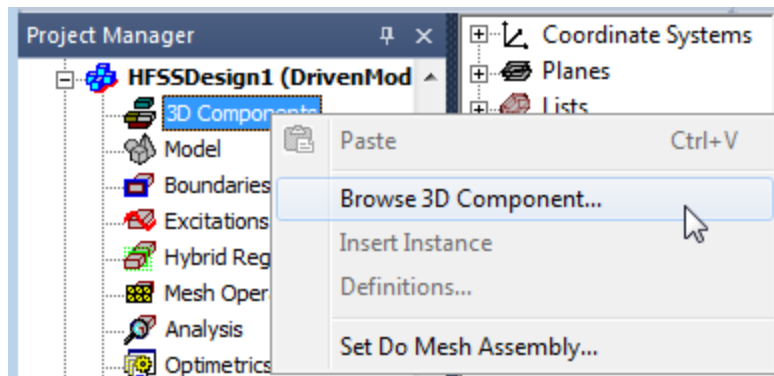 Project Manager
HFSSDesign1 (DrivenMod
3D Components
Model
Boundaries
Excitations
Hybrid Reg
Mesh Oper
Analysis
Optimetrics
Coordinate Systems
Planes
Lists
Paste Ctrl+V
Browse 3D Component...
Insert Instance
Definitions...
Set Do Mesh Assembly...